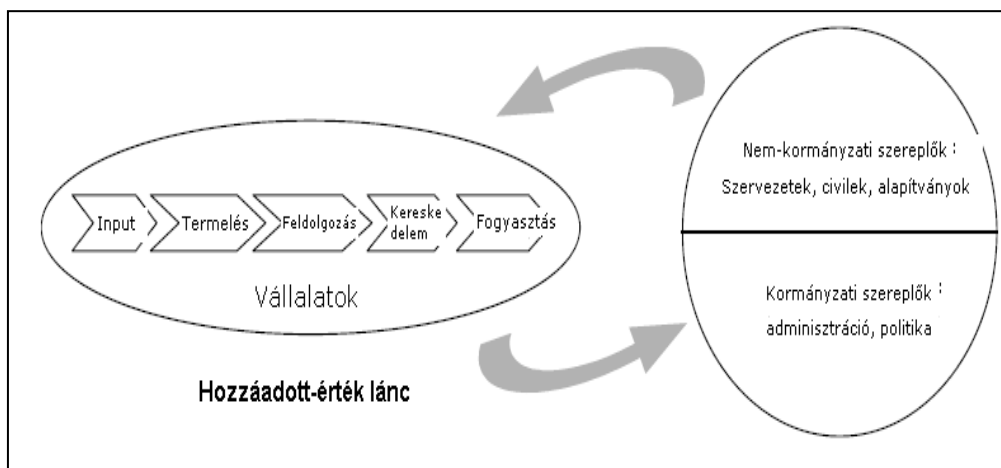 Nem-kormányzati szereplők :
Szervezetek, civilek, alapítványok
Input
Termelés
Feldolgozás
Kereske
delem
Fogyasztás
Vállalatok
Kormányzati szereplők :
adminisztráció, politika
Hozzáadott-érték lánc